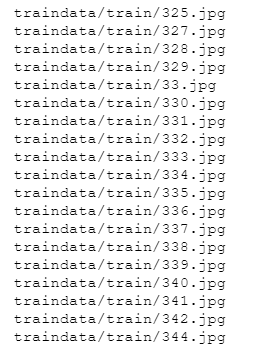 traindata/train/325.jpg
traindata/train/327.jpg
traindata/train/328.jpg
traindata/train/329.jpg
traindata/train/33.jpg
traindata/train/330.jpg
traindata/train/331.jpg
traindata/train/332.jpg
traindata/train/333.jpg
traindata/train/334.jpg
traindata/train/335.jpg
traindata/train/336.jpg
traindata/train/337.jpg
traindata/train/338.jpg
traindata/train/339.jpg
traindata/train/340.jpg
traindata/train/341.jpg
traindata/train/342.jpg
traindata/train/344.jpg